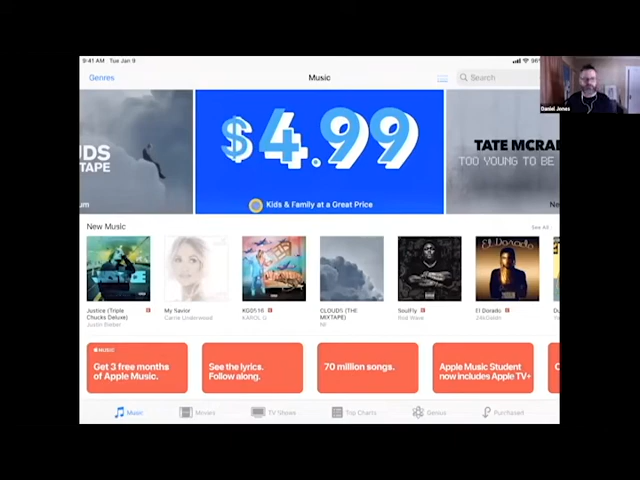 9:41 AM Tue Jan 9
96%
Genres
Music
Search
Daniel Jones
UDS
TAPE
$4.99
Kids & Family at a Great Price
TATE MCRAE
TOO YOUNG TO BE
New Music
See All
El Dorado
Justice (Triple
Chucks Deluxe)
Justin Bieber
My Savior
Carrie Underwood
KG0516
KAROL G
CLOUDS (THE
MIXTAPE)
NF
SoulFly
Rod Wave
El Dorado
24kGoldn
MUSIC
Get 3 free months
of Apple Music.
See the lyrics.
Follow along.
70 million songs.
Apple Music Student
now includes Apple TV+
Music
Movies
TV Shows
Top Charts
Genius
Purchased